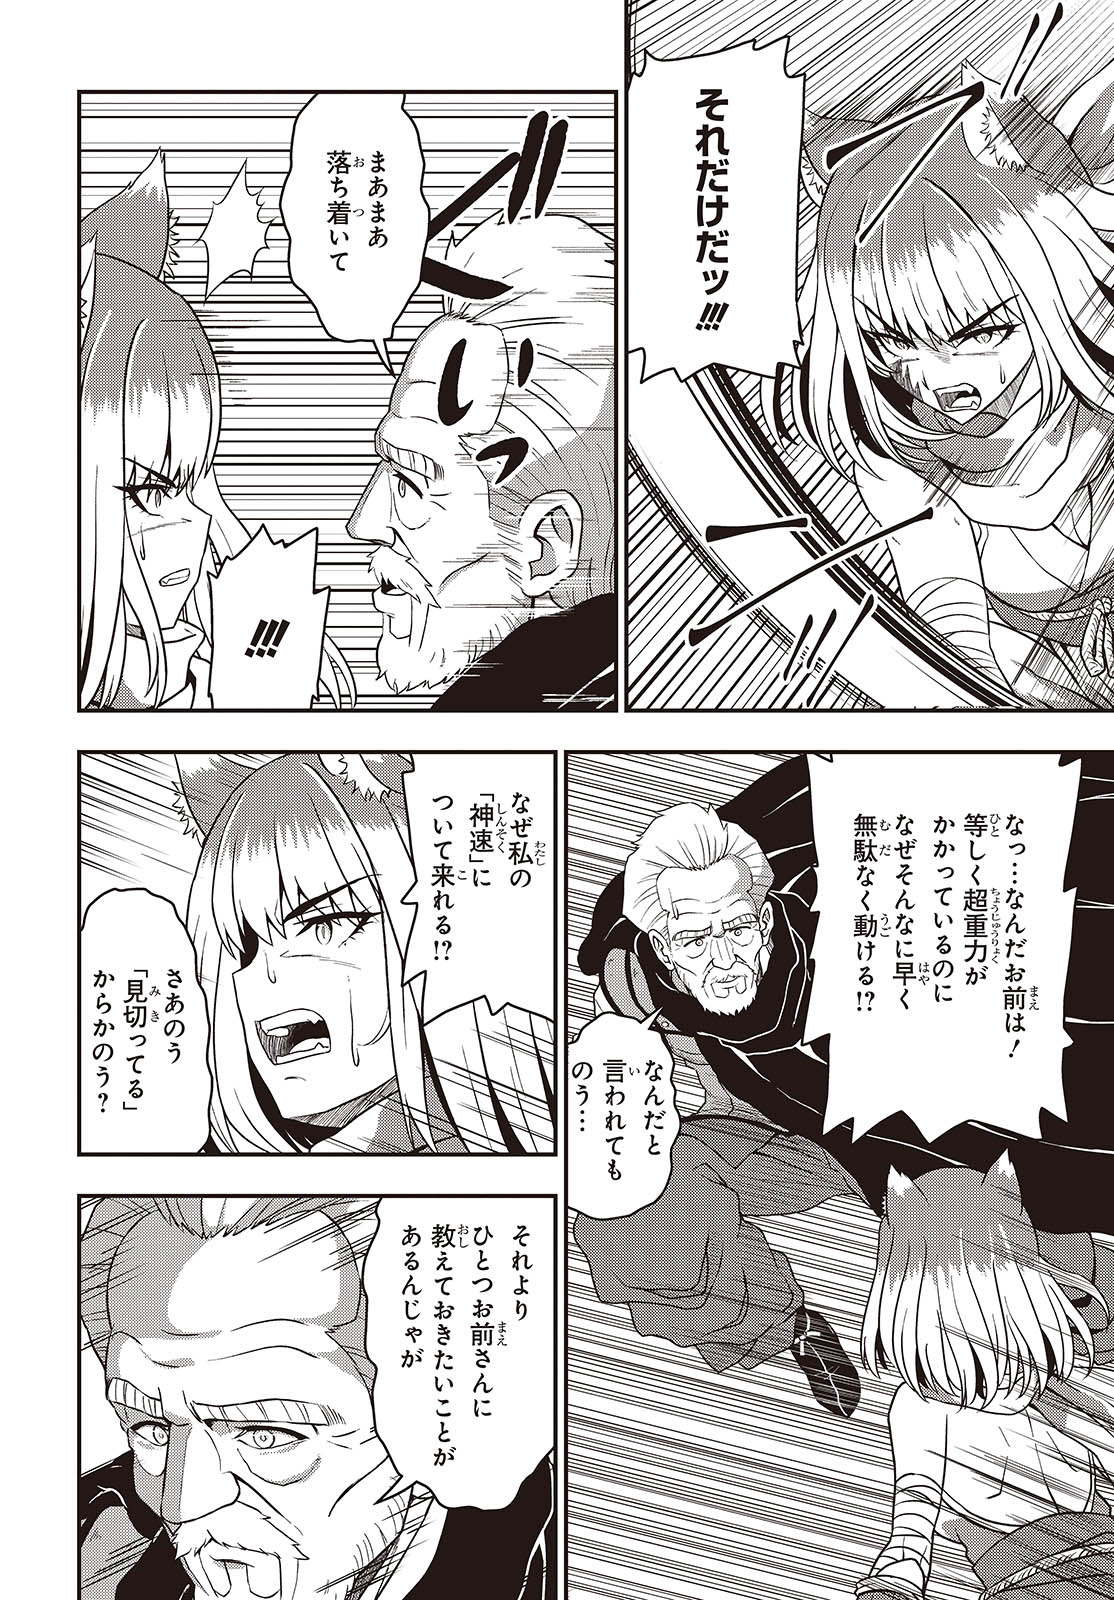 それだけだッ!!!
まあまあ
落ち着いて
!!!
なっ…なんだお前は！
等しく超重力が
かかっているのに
なぜそんなに早く
無駄なく動ける!?
なんだと
言われても
のう…
なぜ私の
「神速」に
ついて来れる!?
さあのう
「見切ってる」
からかのう？
それより
ひとつお前さんに
教えておきたいことが
あるんじゃが